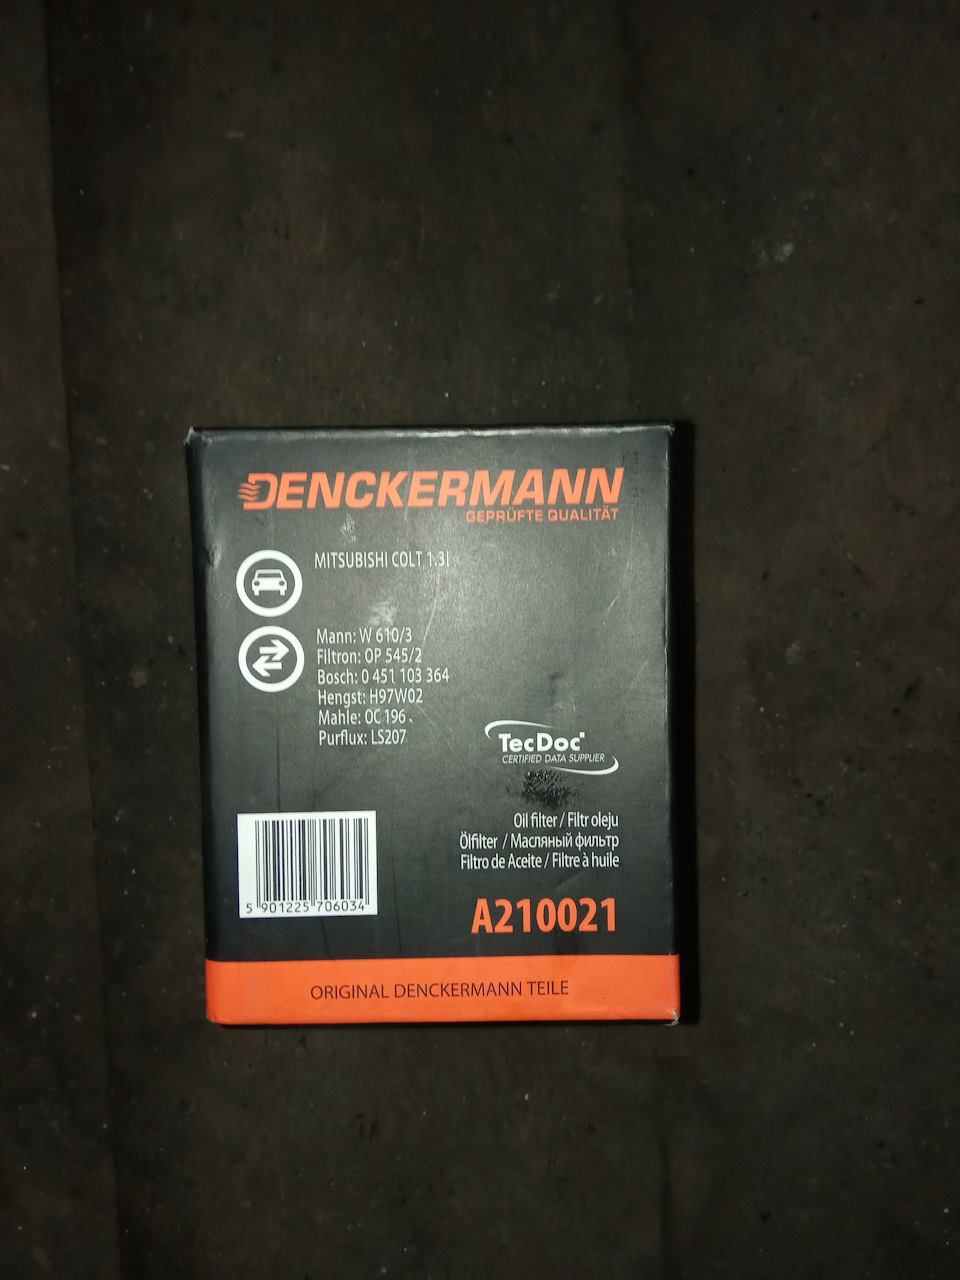 DENCKERMANN
GEPRÜFTE QUALITÄT
MITSUBISHI COLT 1.3I
Mann: W 610/3
Filtron: OP 545/2
Bosch: 0 451 103 364
Hengst: H97W02
Mahle: OC 196
Purflux: LS207
TecDoc
CERTIFIED DATA SUPPLIER
Oil filter / Filtr oleju
Ölfilter / Масляный фильтр
Filtro de Aceite / Filtre à huile
5 901225 706034
A210021
ORIGINAL DENCKERMANN TEILE